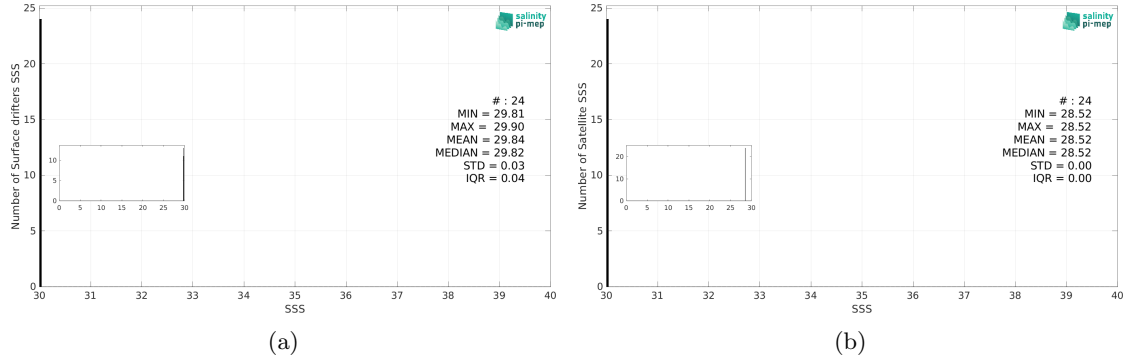 25
20
15
10
5
0
Number of Surface drifters SSS
salinity
pi-mep
# : 24
MIN = 29.81
MAX = 29.90
MEAN = 29.84
MEDIAN = 29.82
STD = 0.03
IQR = 0.04
10
5
0
0 5 10 15 20 25 30
30 31 32 33 34 35 36 37 38 39 40
SSS
(a)
25
20
15
10
5
0
Number of Satellite SSS
salinity
pi-mep
# : 24
MIN = 28.52
MAX = 28.52
MEAN = 28.52
MEDIAN = 28.52
STD = 0.00
IQR = 0.00
20
10
0
0 5 10 15 20 25 30
30 31 32 33 34 35 36 37 38 39 40
SSS
(b)